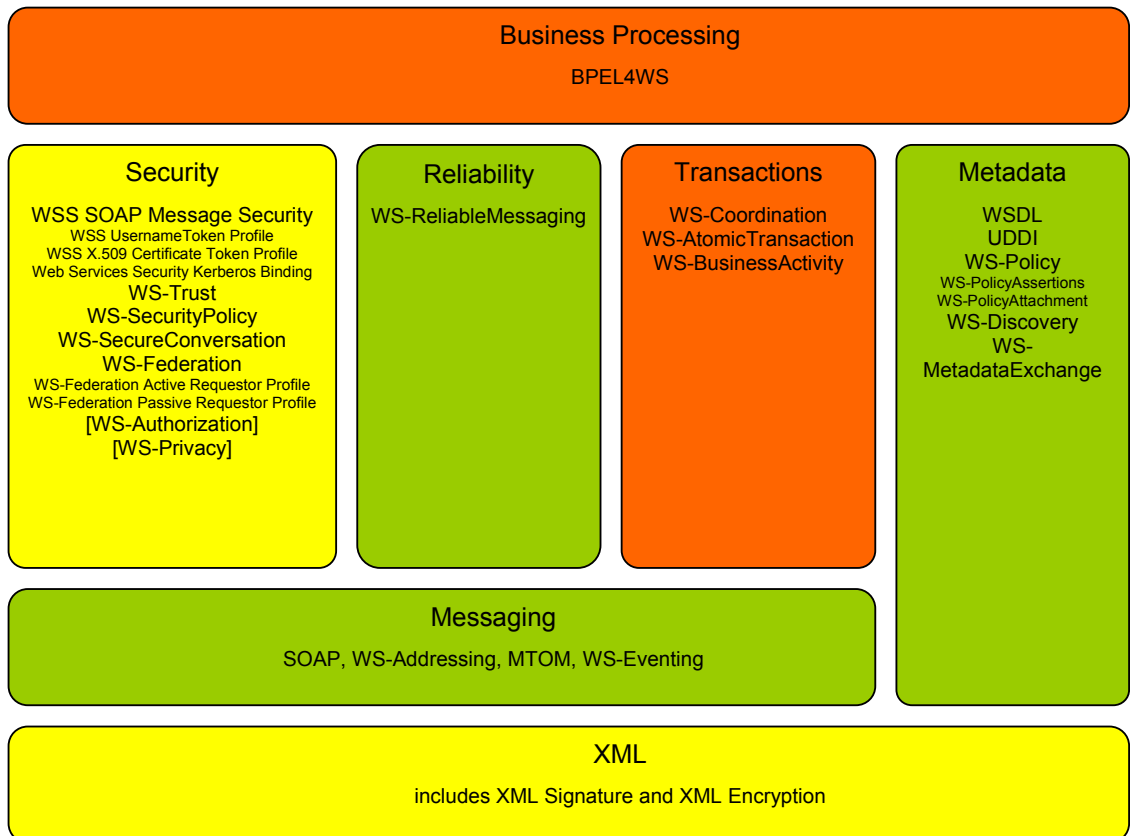 Business Processing
BPEL4WS
Security
WSS SOAP Message Security
WSS UsernameToken Profile
WSS X.509 Certificate Token Profile
Web Services Security Kerberos Binding
WS-Trust
WS-SecurityPolicy
WS-SecureConversation
WS-Federation
WS-Federation Active Requestor Profile
WS-Federation Passive Requestor Profile
[WS-Authorization]
[WS-Privacy]
Reliability
WS-ReliableMessaging
Transactions
WS-Coordination
WS-AtomicTransaction
WS-BusinessActivity
Metadata
WSDL
UDDI
WS-Policy
WS-PolicyAssertions
WS-PolicyAttachment
WS-Discovery
WS-
MetadataExchange
Messaging
SOAP, WS-Addressing, MTOM, WS-Eventing
XML
includes XML Signature and XML Encryption